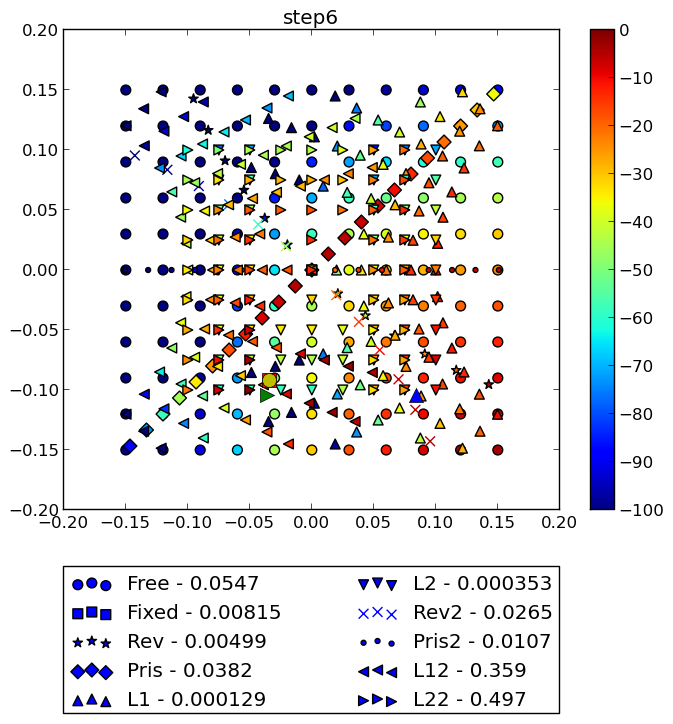 step6
0.20
0.15
0.10
0.05
0.00
−0.05
−0.10
−0.15
−0.20
−0.20 −0.15 −0.10 −0.05 0.00 0.05 0.10 0.15 0.20
0
−10
−20
−30
−40
−50
−60
−70
−80
−90
−100
Free - 0.0547
Fixed - 0.00815
Rev - 0.00499
Pris - 0.0382
L1 - 0.000129
L2 - 0.000353
Rev2 - 0.0265
Pris2 - 0.0107
L12 - 0.359
L22 - 0.497